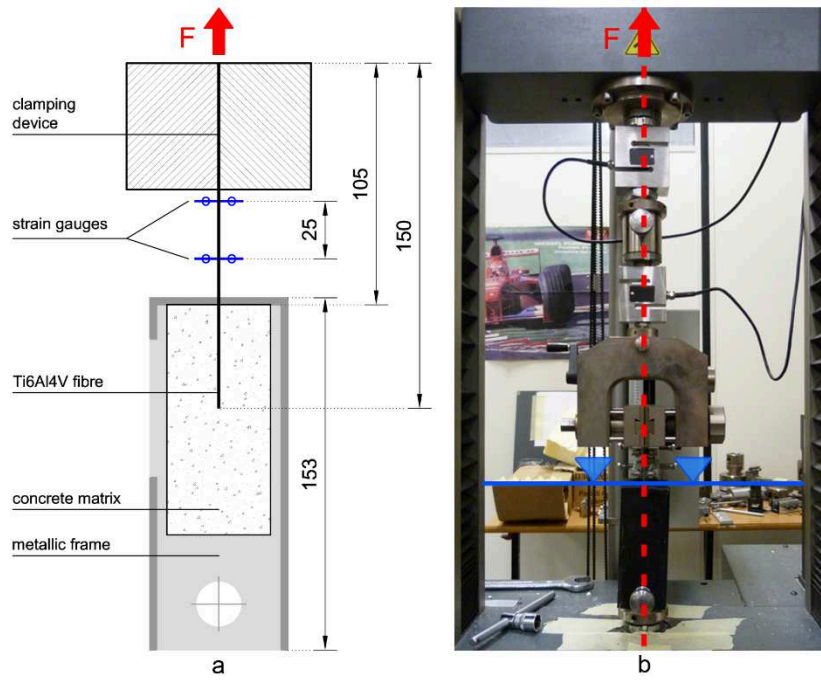 F
clamping
device
strain gauges
Ti6Al4V fibre
concrete matrix
metallic frame
105
150
25
153
a
F
b